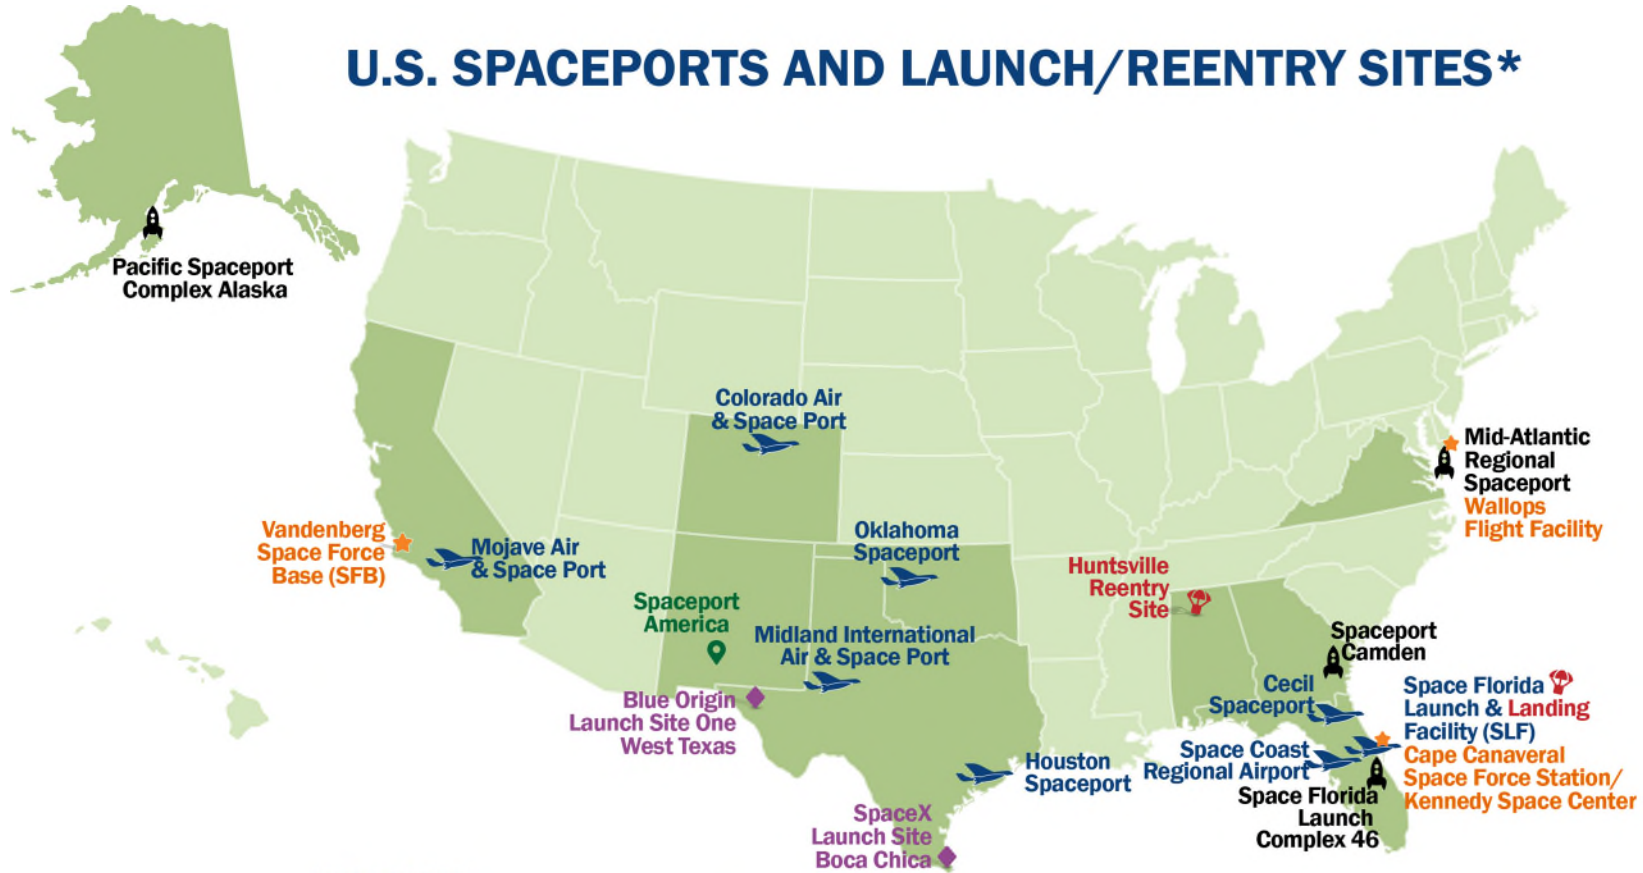 U.S. SPACEPORTS AND LAUNCH/REENTRY SITES*
Pacific Spaceport
Complex Alaska
Colorado Air
& Space Port
Mid-Atlantic
Regional
Spaceport
Wallops
Flight Facility
Vandenberg
Space Force
Base (SFB)
Mojave Air
& Space Port
Oklahoma
Spaceport
Huntsville
Reentry
Site
Spaceport
America
Midland International
Air & Space Port
Spaceport
Camden
Blue Origin
Launch Site One
West Texas
Cecil
Spaceport
Space Florida
Launch & Landing
Facility (SLF)
Cape Canaveral
Space Force Station/
Kennedy Space Center
Houston
Spaceport
Space Coast
Regional Airport
Space Florida
Launch
Complex 46
SpaceX
Launch Site
Boca Chica